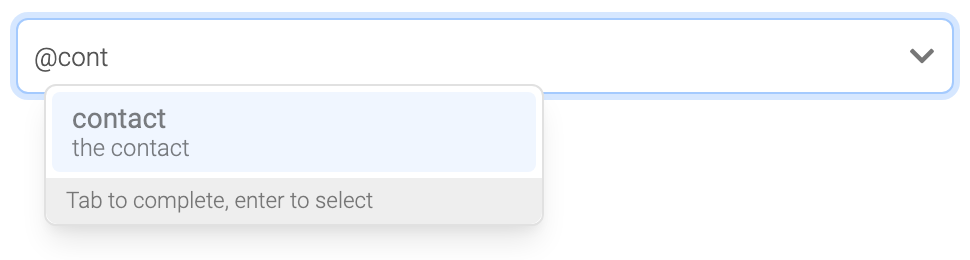 @cont
contact
the contact
Tab to complete, enter to select